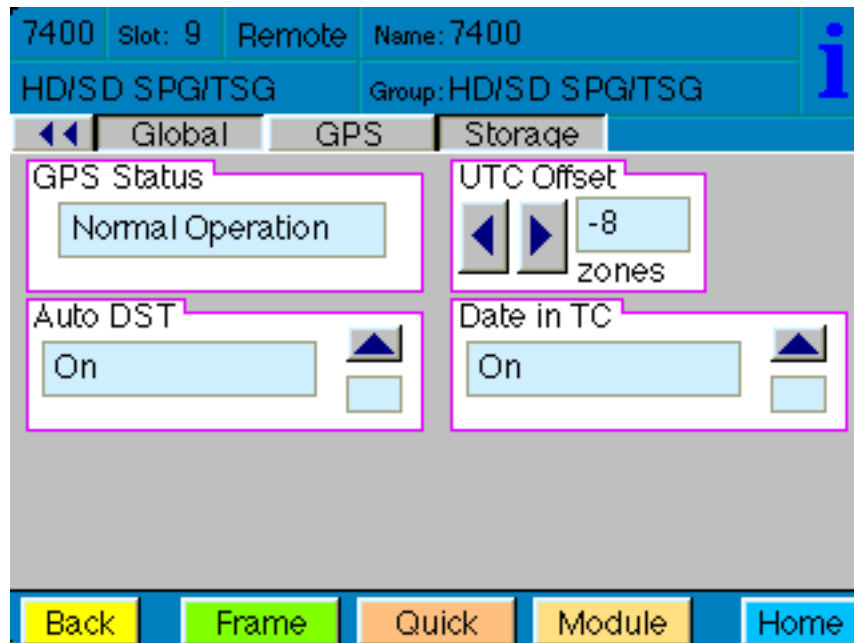 7400 Slot: 9 Remote Name: 7400 i
HD/SD SPG/TSG Group: HD/SD SPG/TSG
Global GPS Storage
GPS Status UTC Offset
Normal Operation -8
zones
Auto DST Date in TC
On On
Back Frame Quick Module Home